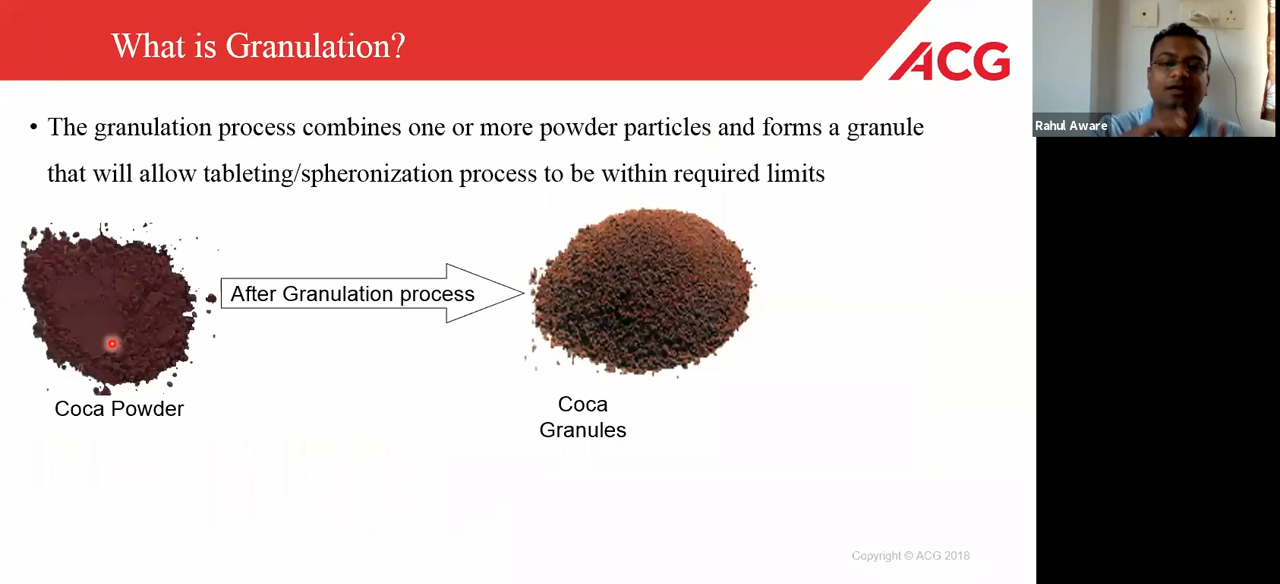 What is Granulation?
ACG
• The granulation process combines one or more powder particles and forms a granule
that will allow tableting/spheronization process to be within required limits
After Granulation process
Coca Powder
Coca
Granules
Copyright © ACG 2018
Rahul Aware